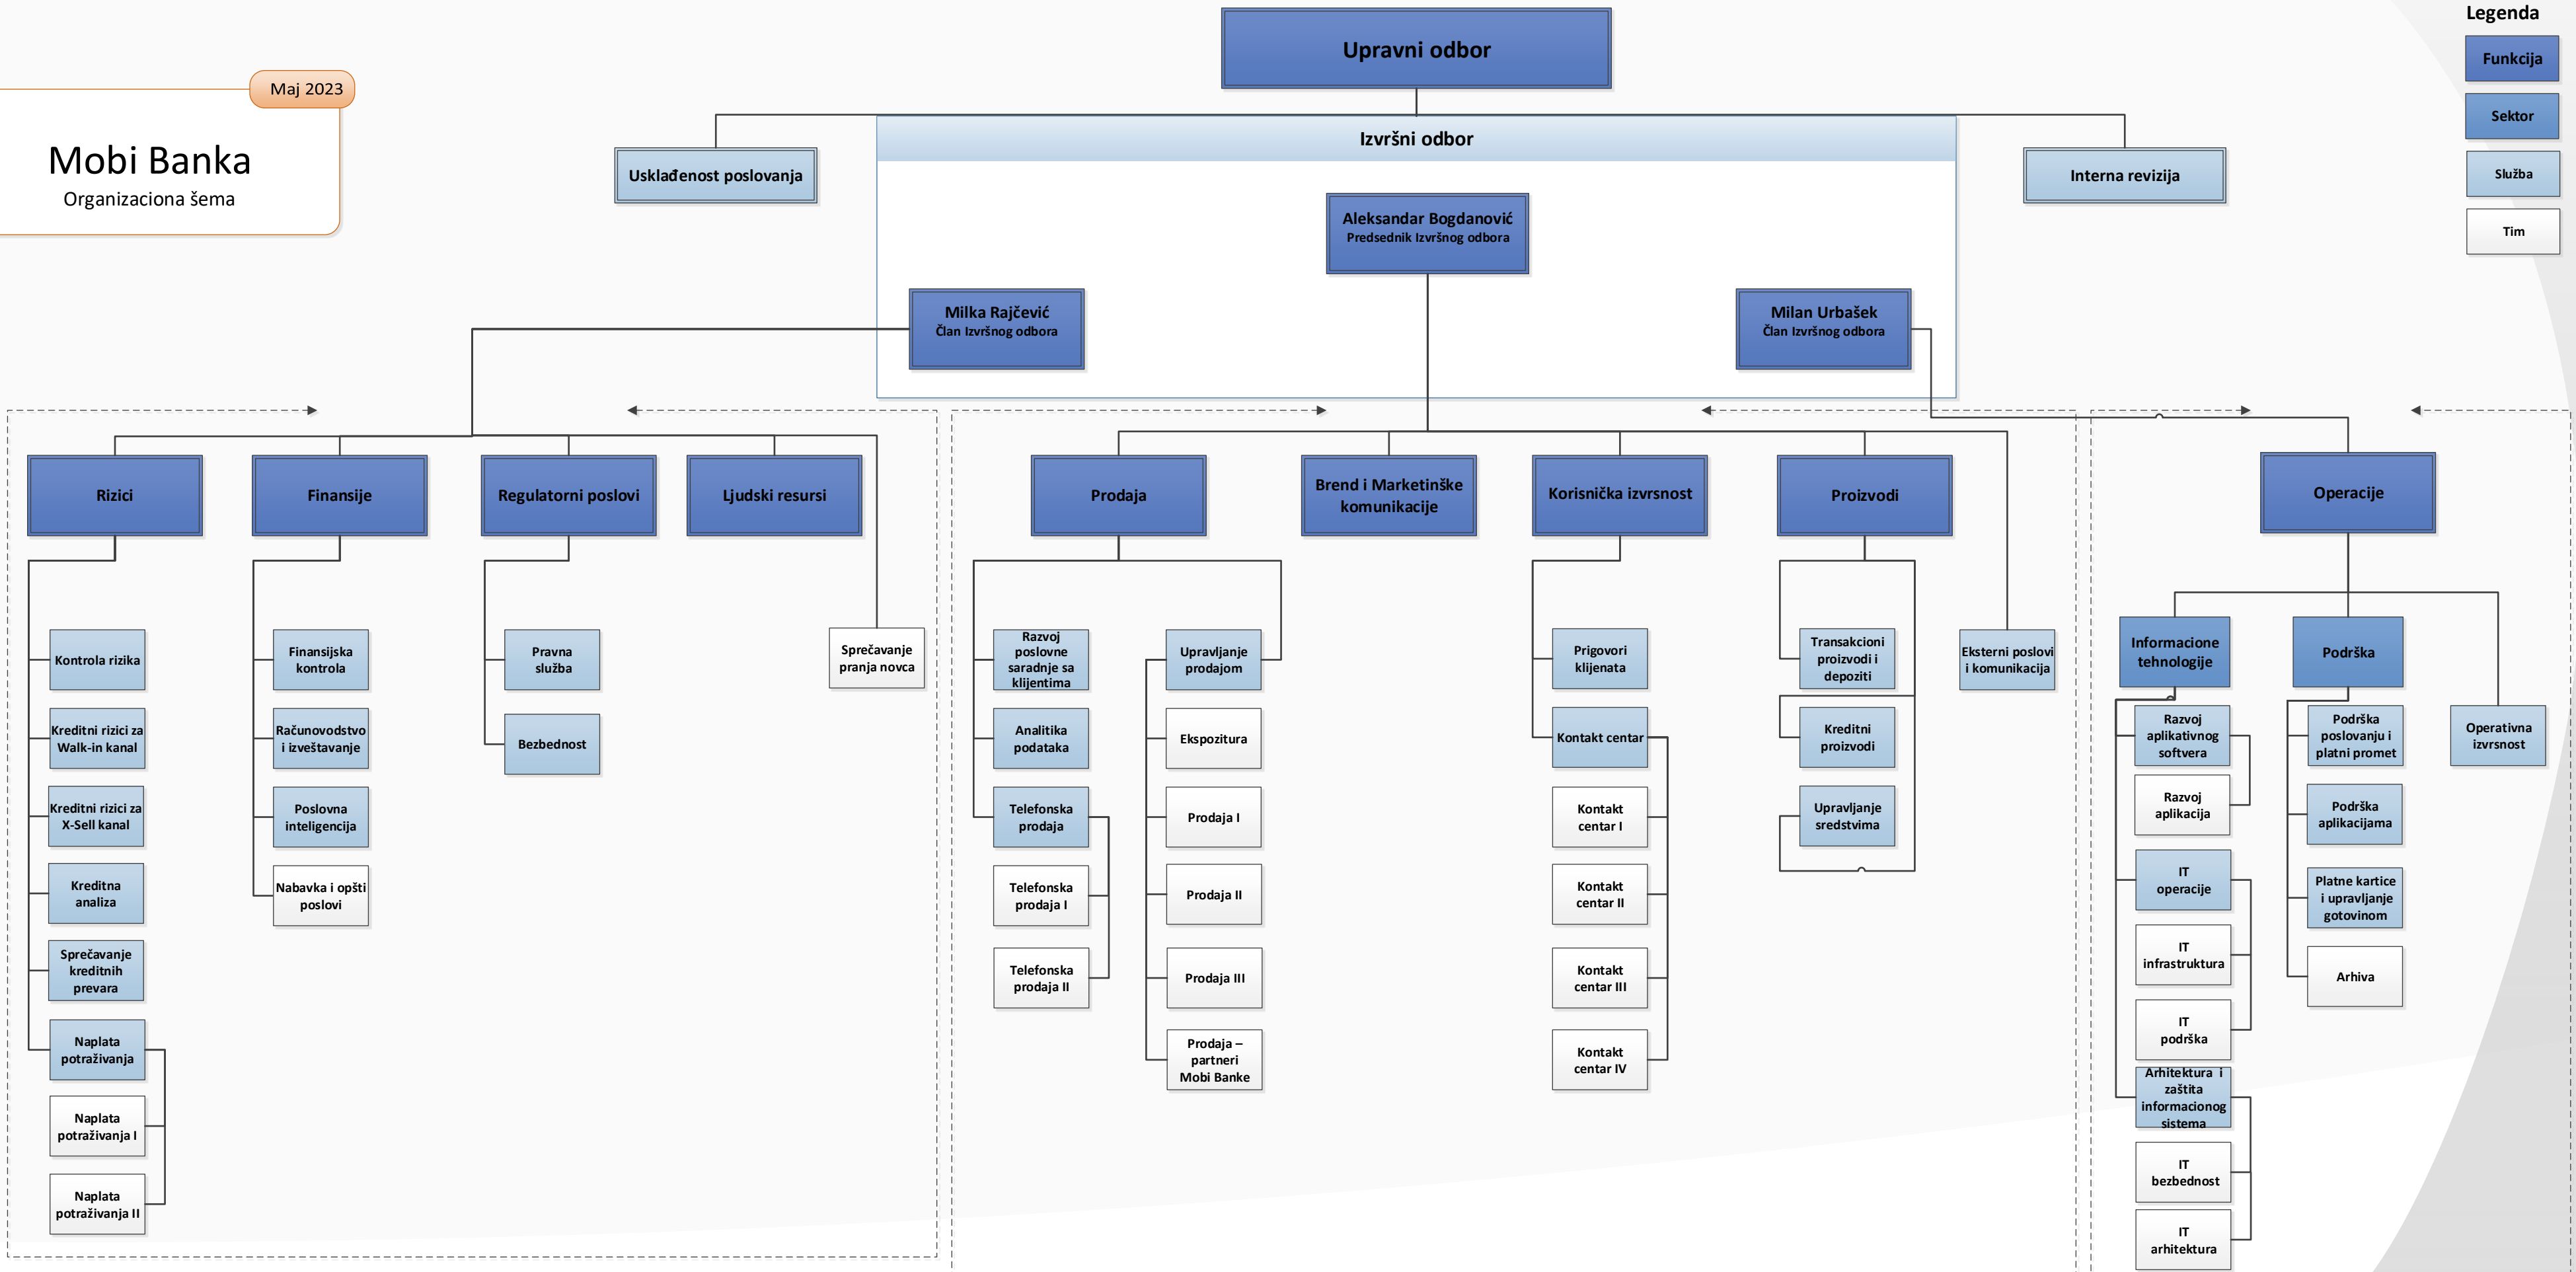 Legenda
Funkcija
Sektor
Služba
Tim
Maj 2023
Mobi Banka
Organizaciona šema
Upravni odbor
Usklađenost poslovanja
Izvršni odbor
Interna revizija
Aleksandar Bogdanović
Predsednik Izvršnog odbora
Milka Rajčević
Član Izvršnog odbora
Milan Urbašek
Član Izvršnog odbora
Rizici
Kontrola rizika
Kreditni rizici za
Walk-in kanal
Kreditni rizici za
X-Sell kanal
Kreditna
analiza
Sprečavanje
kreditnih
prevara
Naplata
potraživanja
Naplata
potraživanja I
Naplata
potraživanja II
Finansije
Finansijska
kontrola
Računovodstvo
i izveštavanje
Poslovna
inteligencija
Nabavka i opšti
poslovi
Regulatorni poslovi
Pravna
služba
Bezbednost
Ljudski resursi
Sprečavanje
pranja novca
Prodaja
Razvoj
poslovne
saradnje sa
klijentima
Analitika
podataka
Telefonska
prodaja
Telefonska
prodaja I
Telefonska
prodaja II
Upravljanje
prodajom
Ekspozitura
Prodaja I
Prodaja II
Prodaja III
Prodaja –
partneri
Mobi Banke
Brend i Marketinške
komunikacije
Korisnička izvrsnost
Prigovori
klijenata
Kontakt centar
Kontakt
centar I
Kontakt
centar II
Kontakt
centar III
Kontakt
centar IV
Proizvodi
Transakcioni
proizvodi i
depoziti
Kreditni
proizvodi
Upravljanje
sredstvima
Eksterni poslovi
i komunikacija
Operacije
Informacione
tehnologije
Razvoj
aplikativnog
softvera
Razvoj
aplikacija
IT
operacije
IT
infrastruktura
IT
podrška
Arhitektura i
zaštita
informacionog
sistema
IT
bezbednost
IT
arhitektura
Podrška
Podrška
poslovanju i
platni promet
Podrška
aplikacijama
Platne kartice
i upravljanje
gotovinom
Arhiva
Operativna
izvrsnost